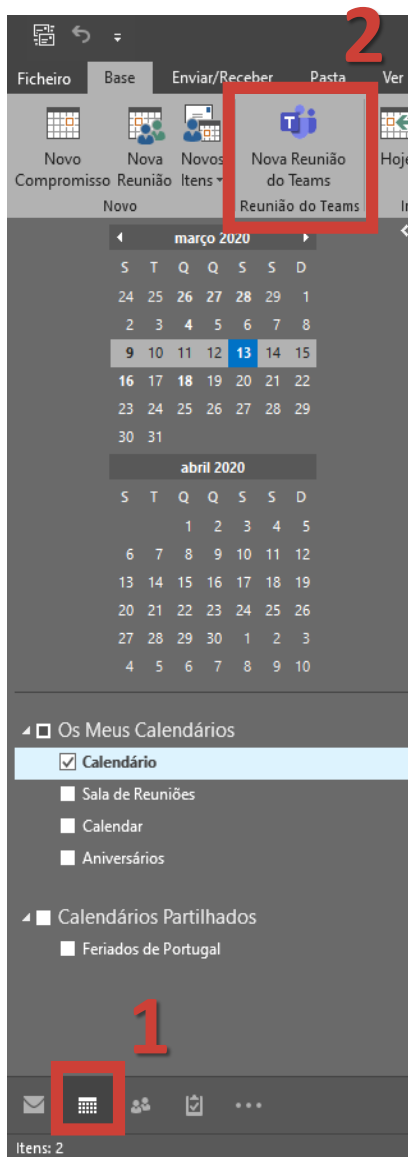 2
Ficheiro Base Enviar/Receber Pasta Ver
Novo Compromisso Nova Reunião Novos Itens Nova Reunião do Teams Hoje
Novo Reunião do Teams
março 2020
S T Q Q S S D
24 25 26 27 28 29 1
2 3 4 5 6 7 8
9 10 11 12 13 14 15
16 17 18 19 20 21 22
23 24 25 26 27 28 29
30 31
abril 2020
S T Q Q S S D
1 2 3 4 5
6 7 8 9 10 11 12
13 14 15 16 17 18 19
20 21 22 23 24 25 26
27 28 29 30 1 2 3
4 5 6 7 8 9 10
Os Meus Calendários
Calendário
Sala de Reuniões
Calendar
Aniversários
Calendários Partilhados
Feriados de Portugal
1
Itens: 2